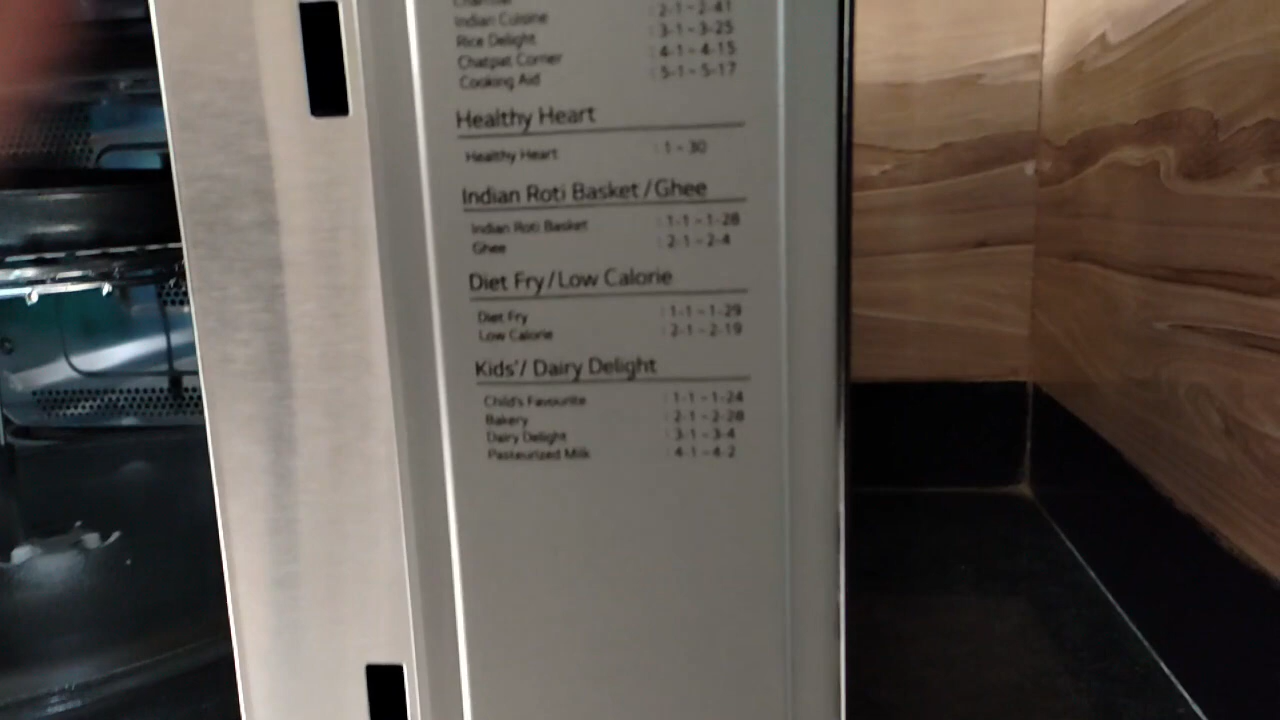 Indian Cuisine : 2-1 ~ 2-41
Rice Delight : 3-1 ~ 3-25
Chatpat Corner : 4-1 ~ 4-15
Cooking Aid : 5-1 ~ 5-17
Healthy Heart
Healthy Heart : 1 ~ 30
Indian Roti Basket / Ghee
Indian Roti Basket : 1-1 ~ 1-28
Ghee : 2-1 ~ 2-4
Diet Fry / Low Calorie
Diet Fry : 1-1 ~ 1-29
Low Calorie : 2-1 ~ 2-19
Kids' / Dairy Delight
Child's Favourite : 1-1 ~ 1-24
Bakery : 2-1 ~ 2-28
Dairy Delight : 3-1 ~ 3-4
Pasteurized Milk : 4-1 ~ 4-2